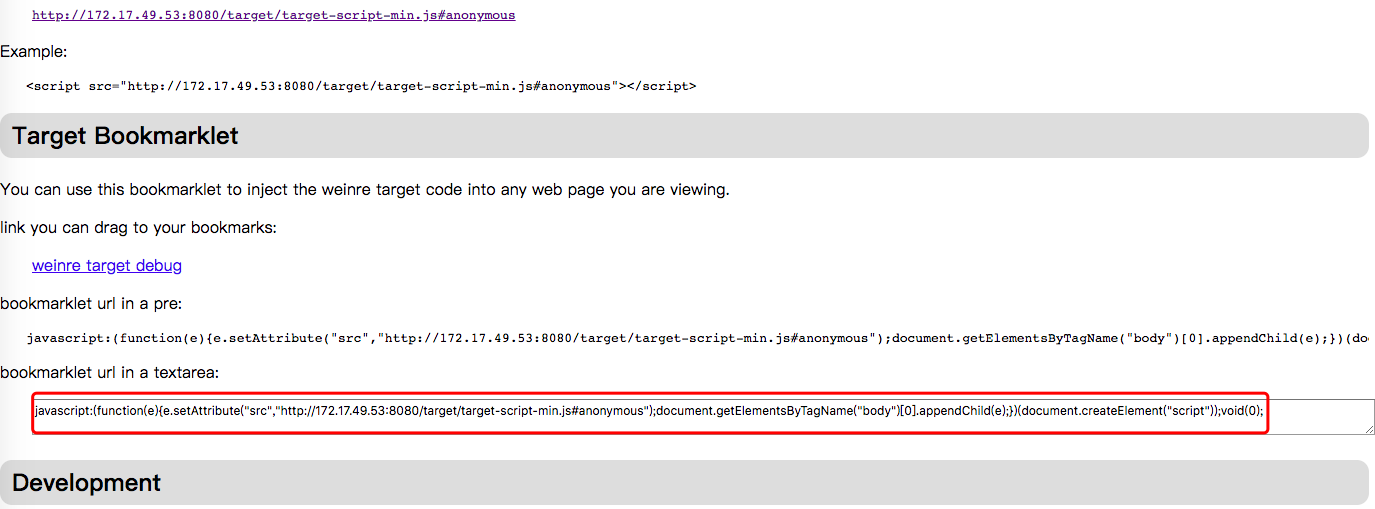 http://172.17.49.53:8080/target/target-script-min.js#anonymous
Example:
<script src="http://172.17.49.53:8080/target/target-script-min.js#anonymous"></script>
Target Bookmarklet
You can use this bookmarklet to inject the weinre target code into any web page you are viewing.
link you can drag to your bookmarks:
weinre target debug
bookmarklet url in a pre:
javascript:(function(e){e.setAttribute("src","http://172.17.49.53:8080/target/target-script-min.js#anonymous");document.getElementsByTagName("body")[0].appendChild(e);})(do
bookmarklet url in a textarea:
javascript:(function(e){e.setAttribute("src","http://172.17.49.53:8080/target/target-script-min.js#anonymous");document.getElementsByTagName("body")[0].appendChild(e);})(document.createElement("script"));void(0);
Development